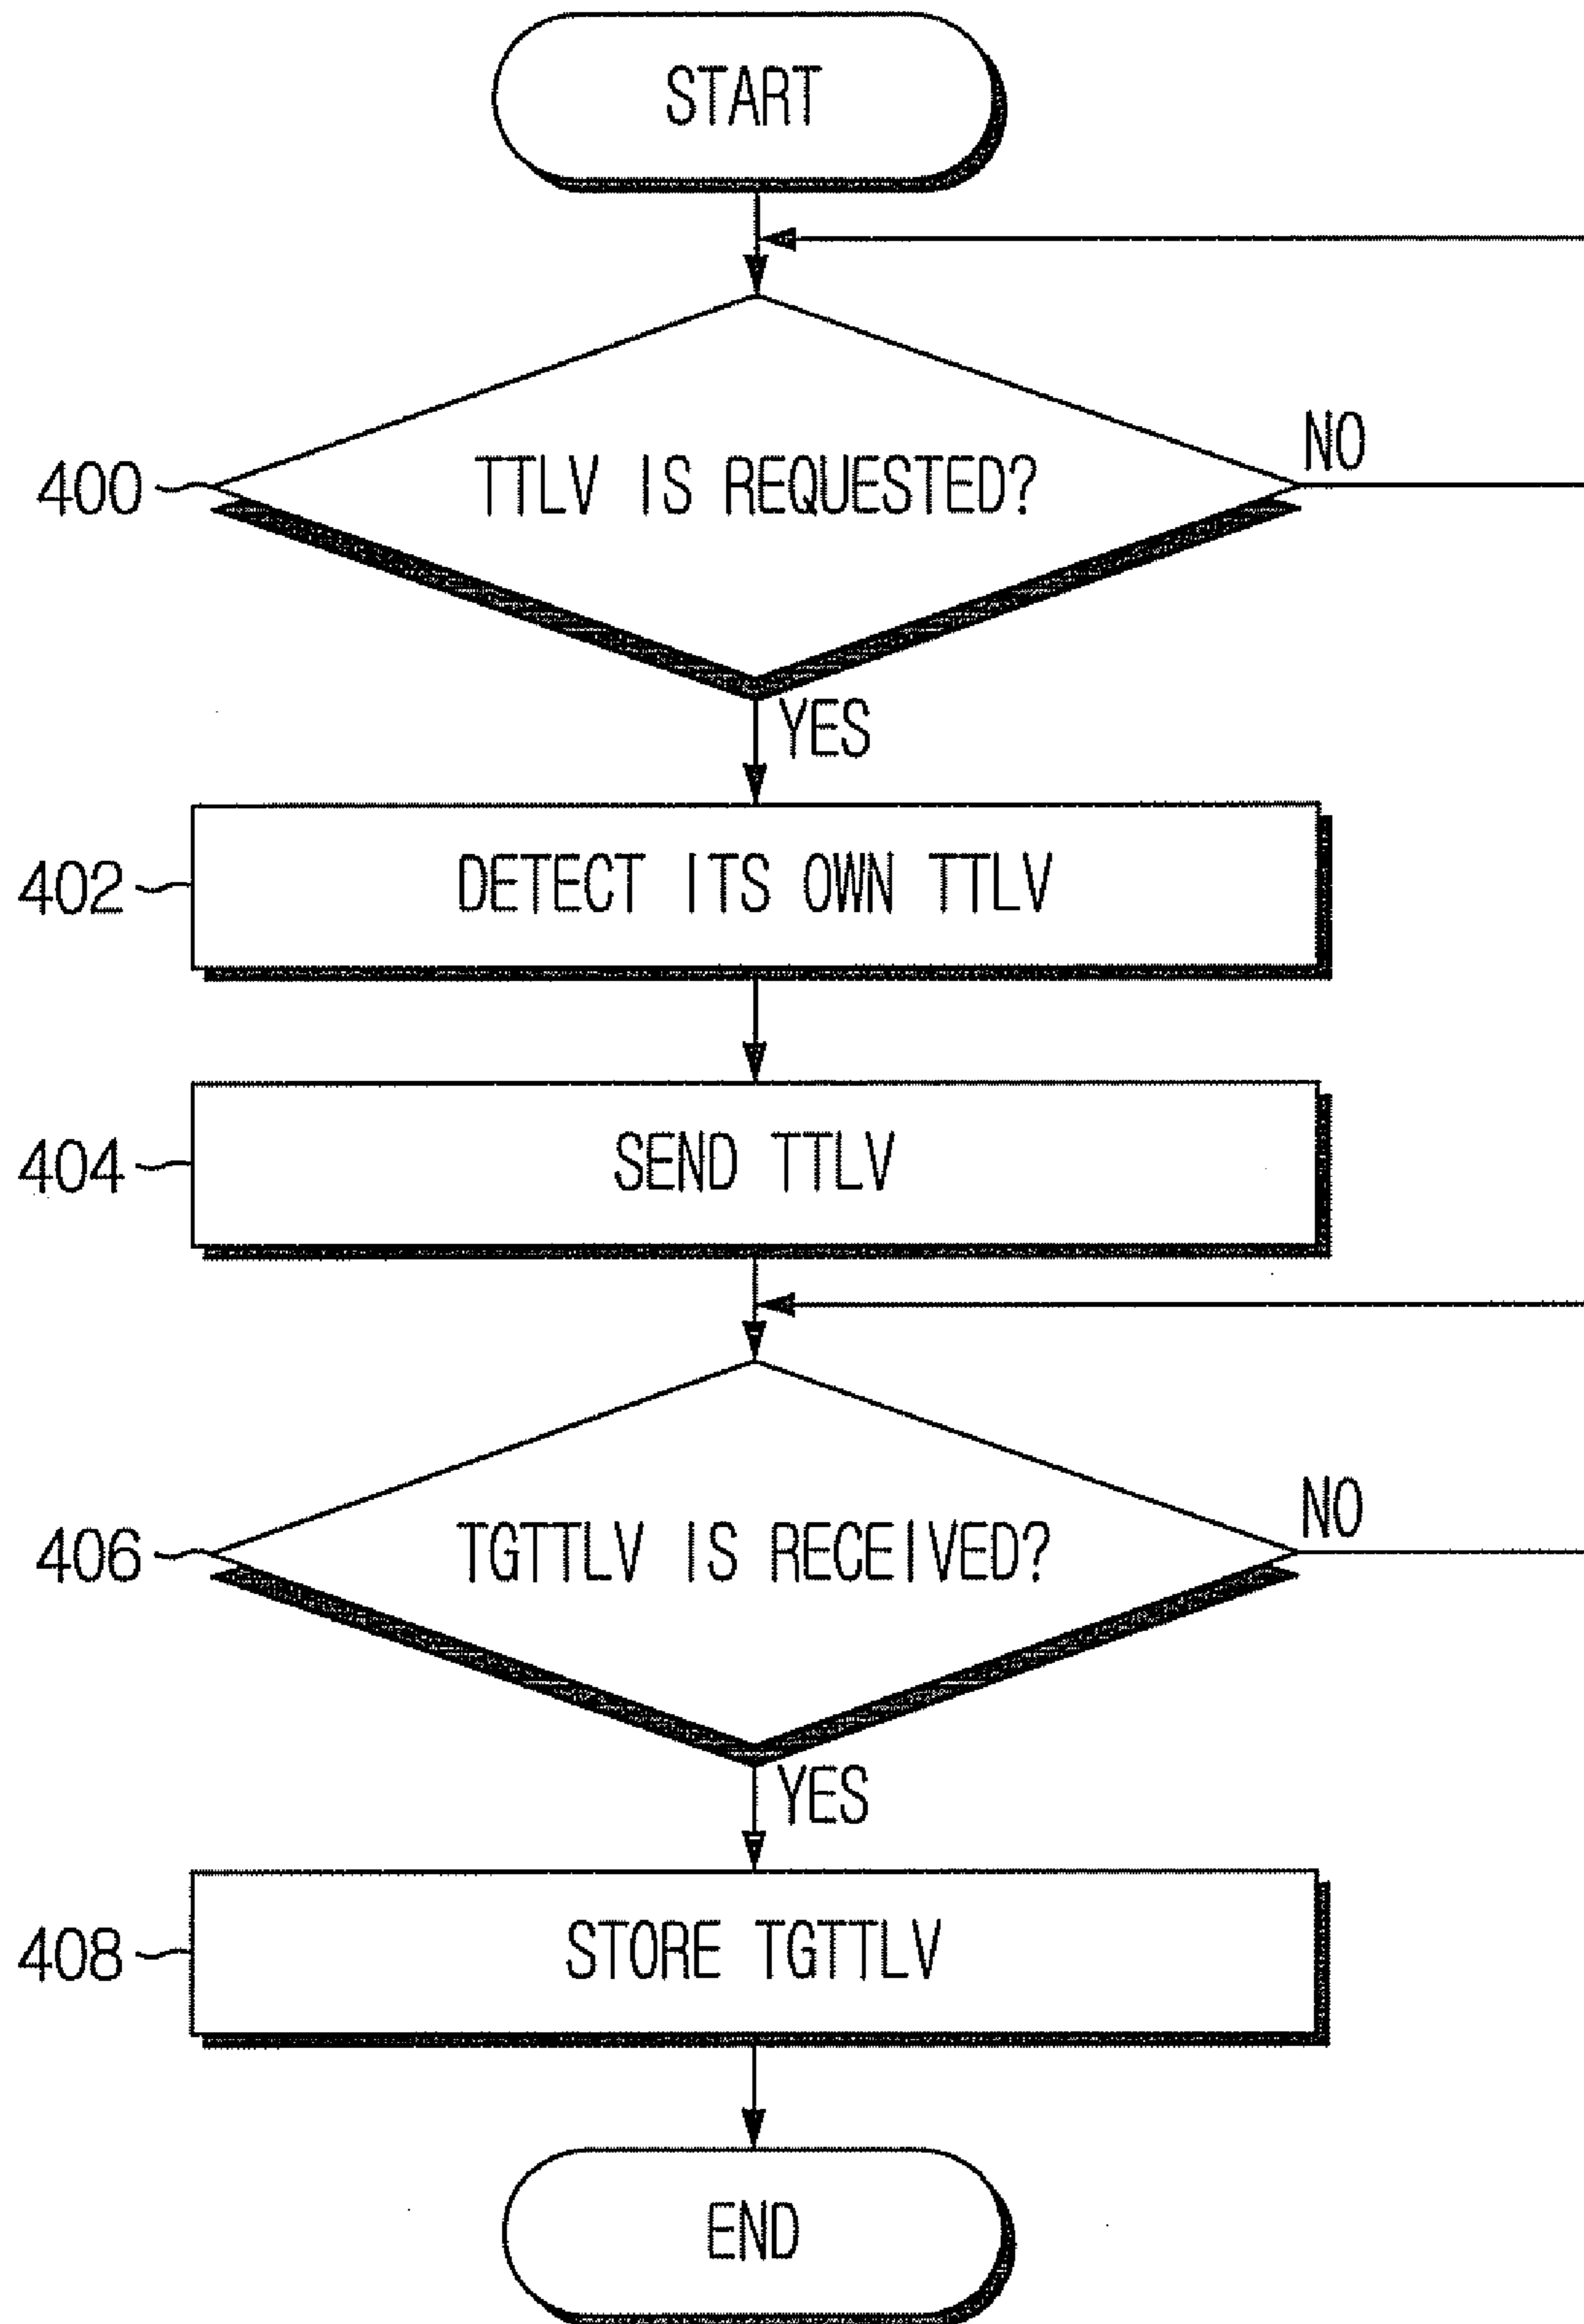 START
TTLV IS REQUESTED?
NO
400
YES
DETECT ITS OWN TTLV
402
SEND TTLV
404
TGTTLV IS RECEIVED?
NO
406
YES
STORE TGTTLV
408
END